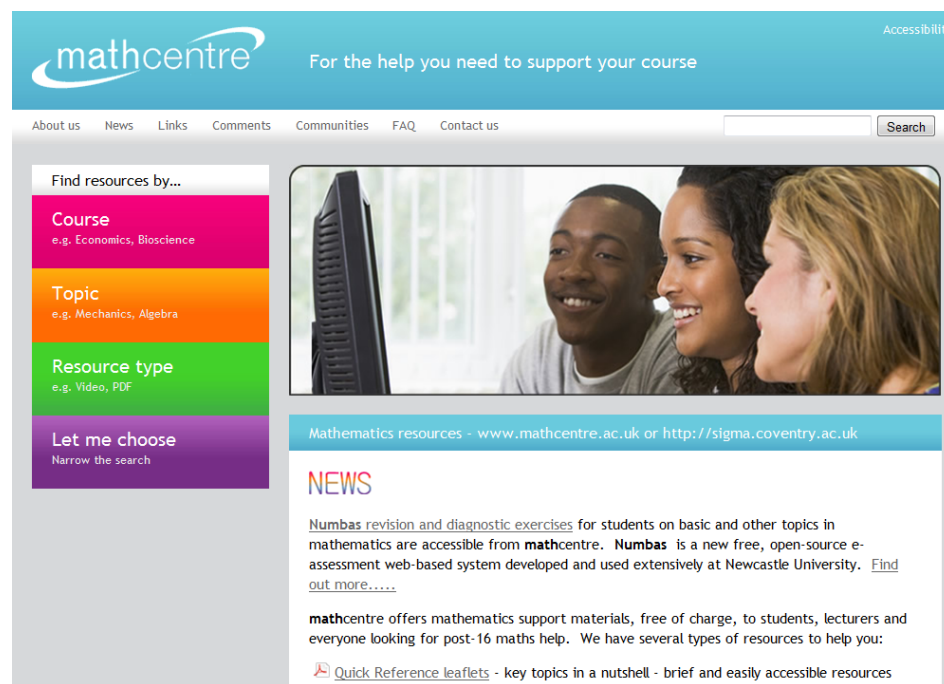 mathcentre
For the help you need to support your course
About us News Links Comments Communities FAQ Contact us Search
Find resources by...
Course
e.g. Economics, Bioscience
Topic
e.g. Mechanics, Algebra
Resource type
e.g. Video, PDF
Let me choose
Narrow the search
Mathematics resources - www.mathcentre.ac.uk or http://sigma.coventry.ac.uk
NEWS
Numbas revision and diagnostic exercises for students on basic and other topics in
mathematics are accessible from mathcentre. Numbas is a new free, open-source e-
assessment web-based system developed and used extensively at Newcastle University. Find
out more.....
mathcentre offers mathematics support materials, free of charge, to students, lecturers and
everyone looking for post-16 maths help. We have several types of resources to help you:
Quick Reference leaflets - key topics in a nutshell - brief and easily accessible resources